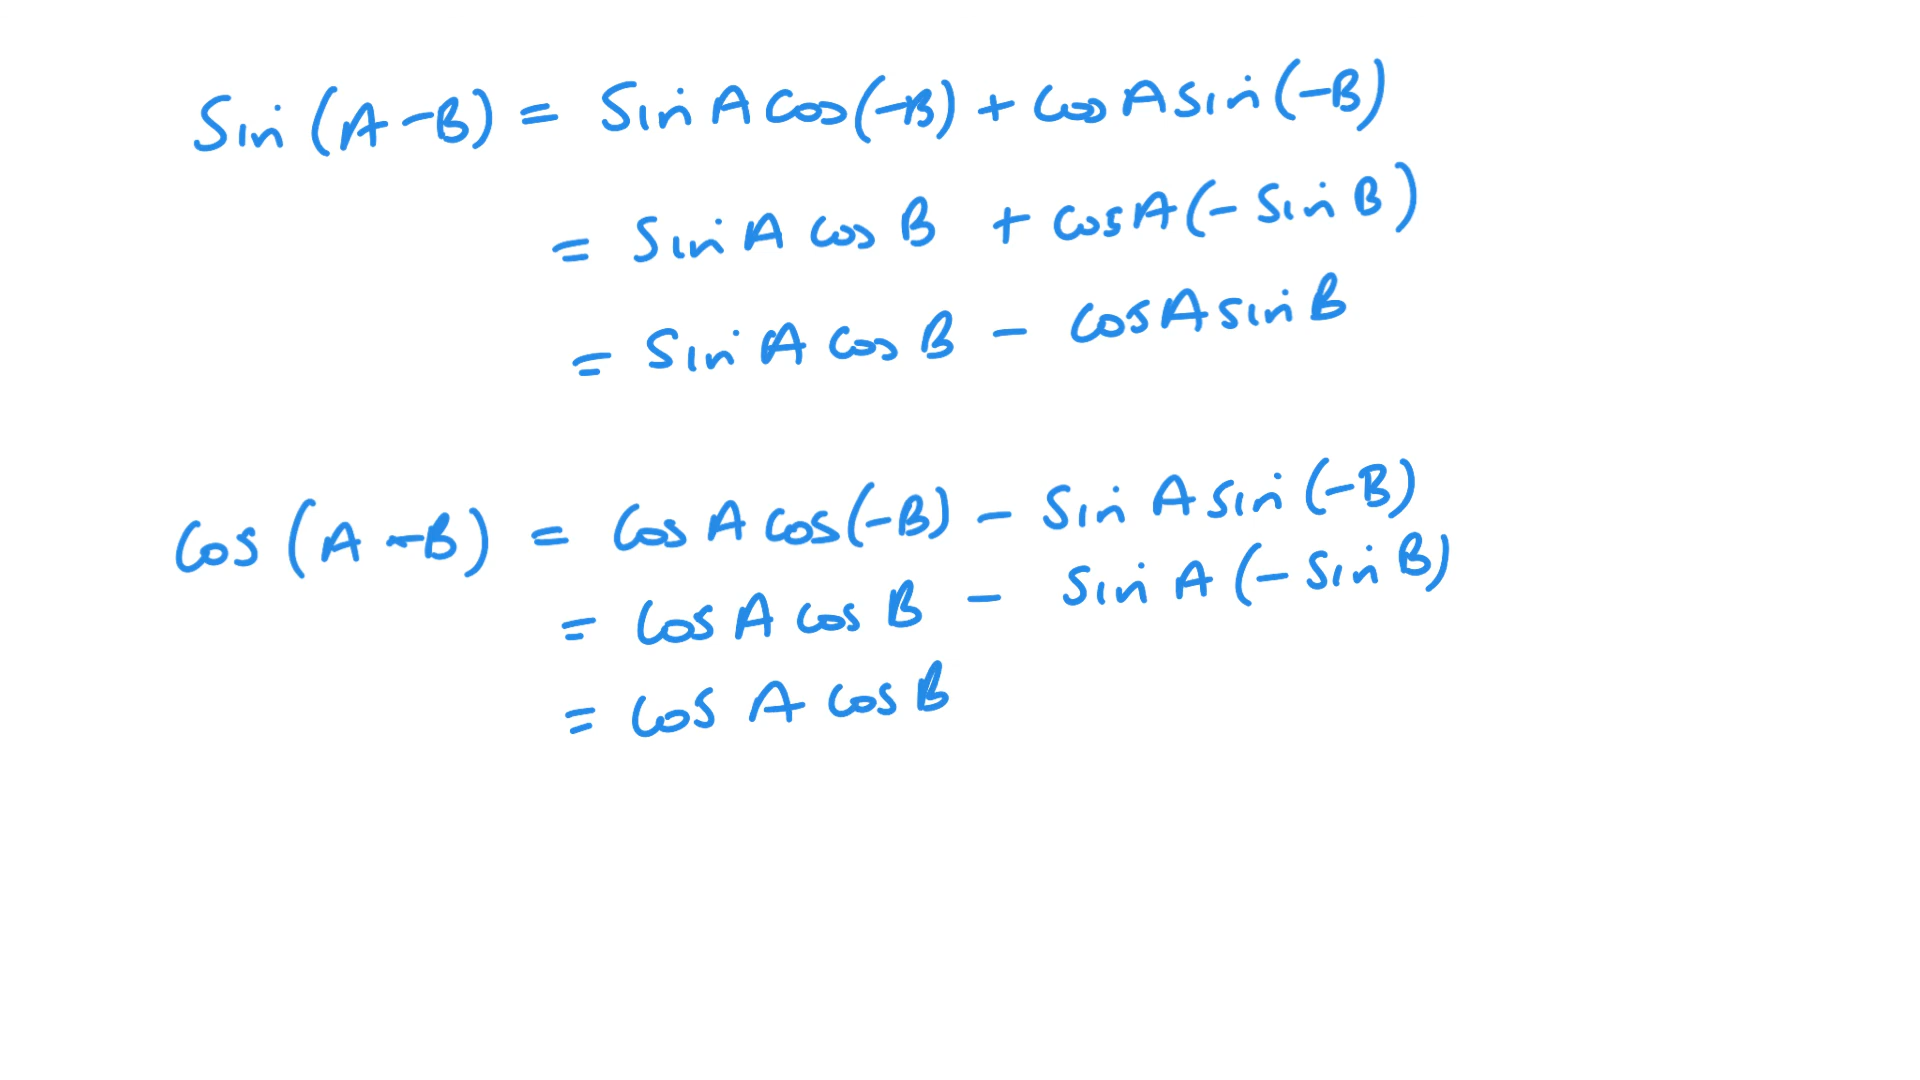 Sin (A-B) = Sin A Cos(-B) + Cos A sin (-B)
= Sin A cos B + cos A (- Sin B)
= Sin A Cos B - cos A sin B
Cos (A -B) = Cos A cos (-B) - Sin A sin (-B)
= Cos A cos B - Sin A (- Sin B)
= Cos A cos B